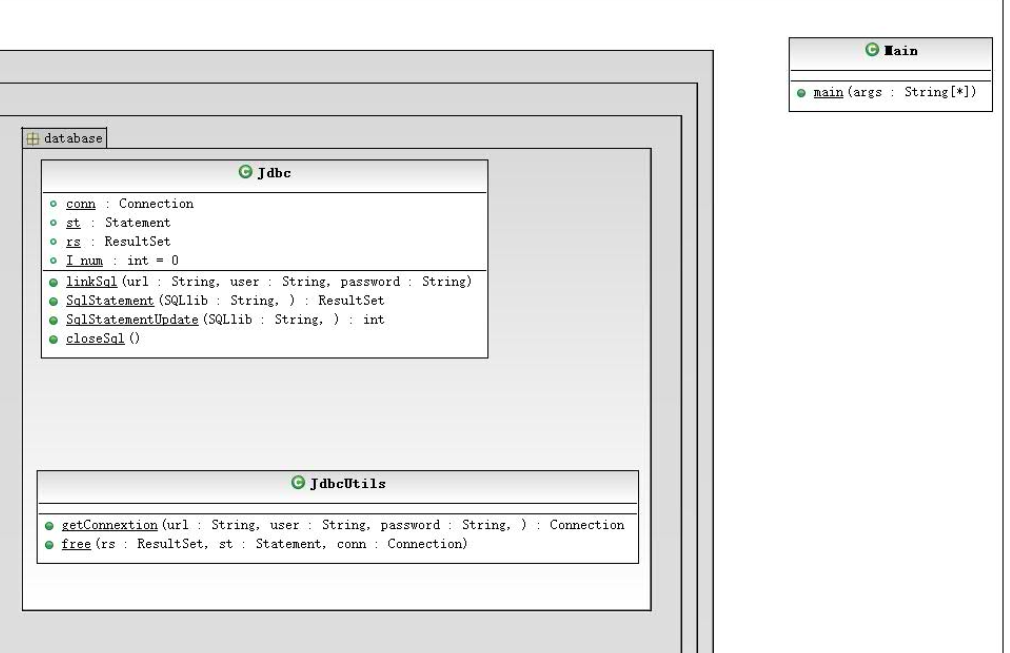 Main
main(args : String[*])
database
Jdbc
conn : Connection
st : Statement
rs : ResultSet
I_num : int = 0
linkSql(url : String, user : String, password : String)
SqlStatement(SQLlib : String, ) : ResultSet
SqlStatementUpdate(SQLlib : String, ) : int
closeSql()
JdbcUtils
getConnextion(url : String, user : String, password : String, ) : Connection
free(rs : ResultSet, st : Statement, conn : Connection)